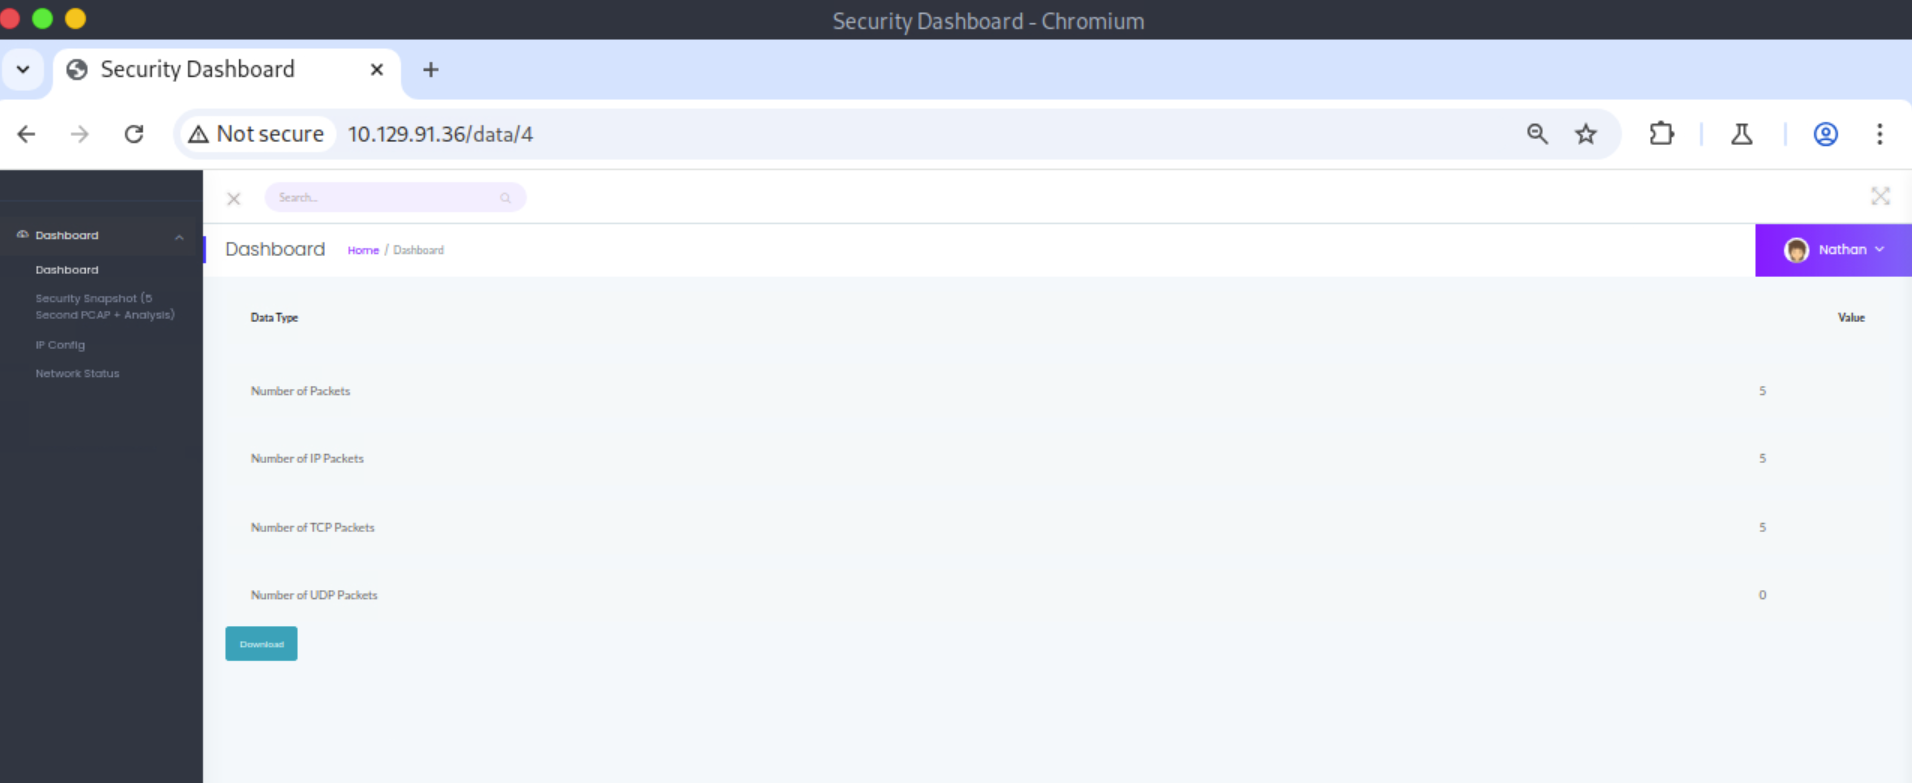 Security Dashboard - Chromium
Security Dashboard
Not secure 10.129.91.36/data/4
Search...
Dashboard
Dashboard Home / Dashboard
Nathan
Dashboard
Security Snapshot (5
Second PCAP + Analysis)
IP Config
Network Status
Data Type Value
Number of Packets 5
Number of IP Packets 5
Number of TCP Packets 5
Number of UDP Packets 0
Download